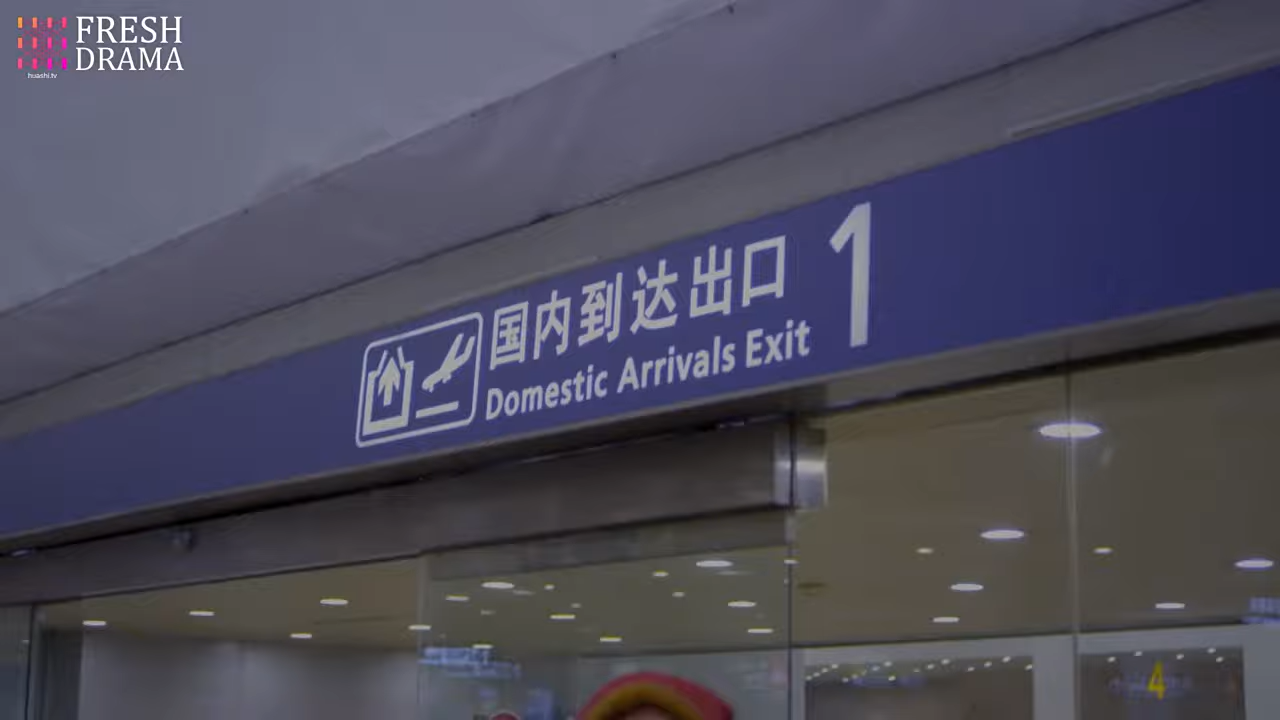 FRESH
DRAMA
huashi.tv
国内到达出口 1
Domestic Arrivals Exit
4